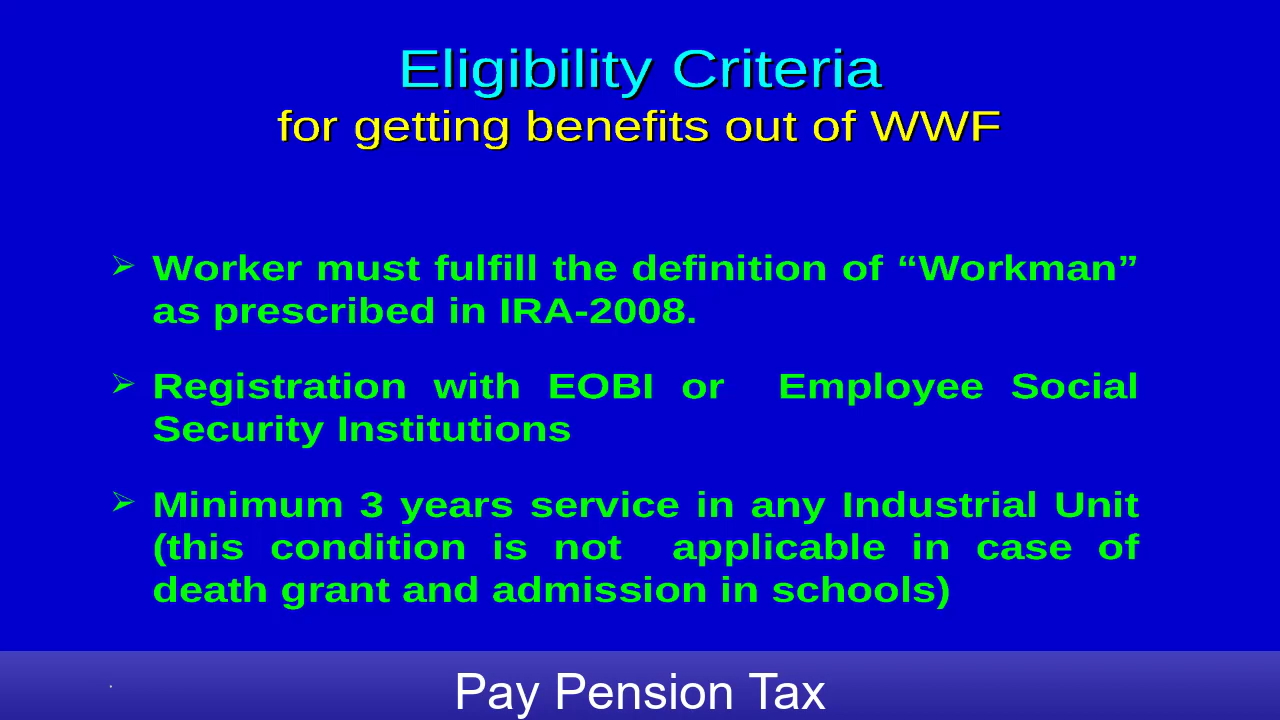 Eligibility Criteria
for getting benefits out of WWF
➢ Worker must fulfill the definition of “Workman”
as prescribed in IRA-2008.
➢ Registration with EOBI or Employee Social
Security Institutions
➢ Minimum 3 years service in any Industrial Unit
(this condition is not applicable in case of
death grant and admission in schools)
Pay Pension Tax